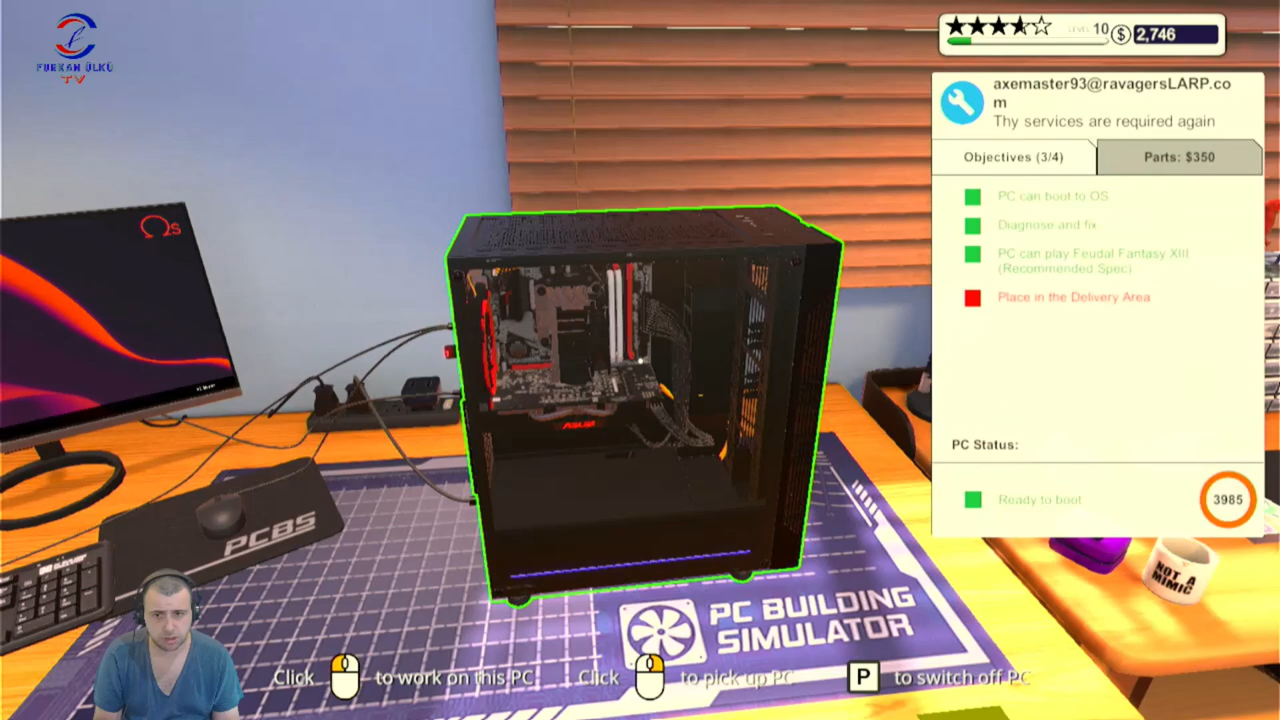 FURKAN ÜLKÜ
TV
LEVEL 10
$ 2,746
axemaster93@ravagersLARP.co
m
Thy services are required again
Objectives (3/4)
Parts: $350
PC can boot to OS
Diagnose and fix
PC can play Feudal Fantasy XIII
(Recommended Spec)
Place in the Delivery Area
PC Status:
Ready to boot
3985
ΩS
ASUS
PCBS
NOT A
MIMIC
PC BUILDING
SIMULATOR
Click to work on this PC
Click to pick up PC
P to switch off PC